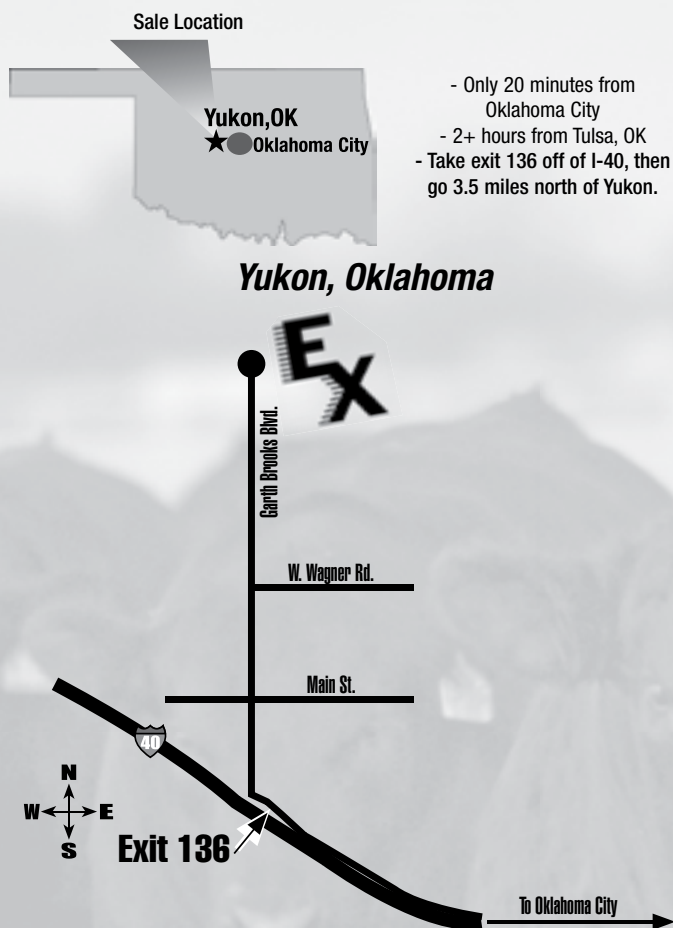 Sale Location
- Only 20 minutes from
Oklahoma City
- 2+ hours from Tulsa, OK
- Take exit 136 off of I-40, then
go 3.5 miles north of Yukon.
Yukon,OK
Oklahoma City
Yukon, Oklahoma
EX
Garth Brooks Blvd.
W. Wagner Rd.
Main St.
40
N
W E
S
Exit 136
To Oklahoma City